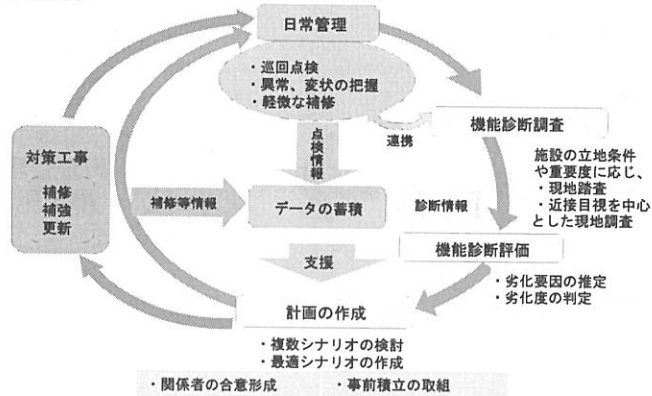 日常管理
・巡回点検
・異常、変状の把握
・軽微な補修
点検情報
連携
機能診断調査
施設の立地条件
や重要度に応じ、
・現地踏査
・近接目視を中心
とした現地調査
対策工事
補修
補強
更新
補修等情報
データの蓄積
診断情報
機能診断評価
・劣化要因の推定
・劣化度の判定
支援
計画の作成
・複数シナリオの検討
・最適シナリオの作成
・関係者の合意形成
・事前積立の取組